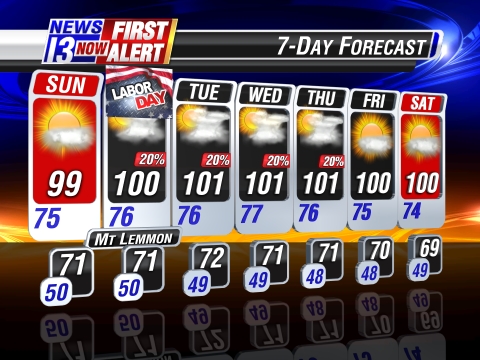 NEWS 13 NOW FIRST ALERT
7-DAY FORECAST
SUN LABOR DAY TUE WED THU FRI SAT
20% 20% 20% 20%
99 100 101 101 101 100 100
75 76 76 77 76 75 74
MT LEMMON
71 71 72 71 71 70 69
50 50 49 49 48 48 49